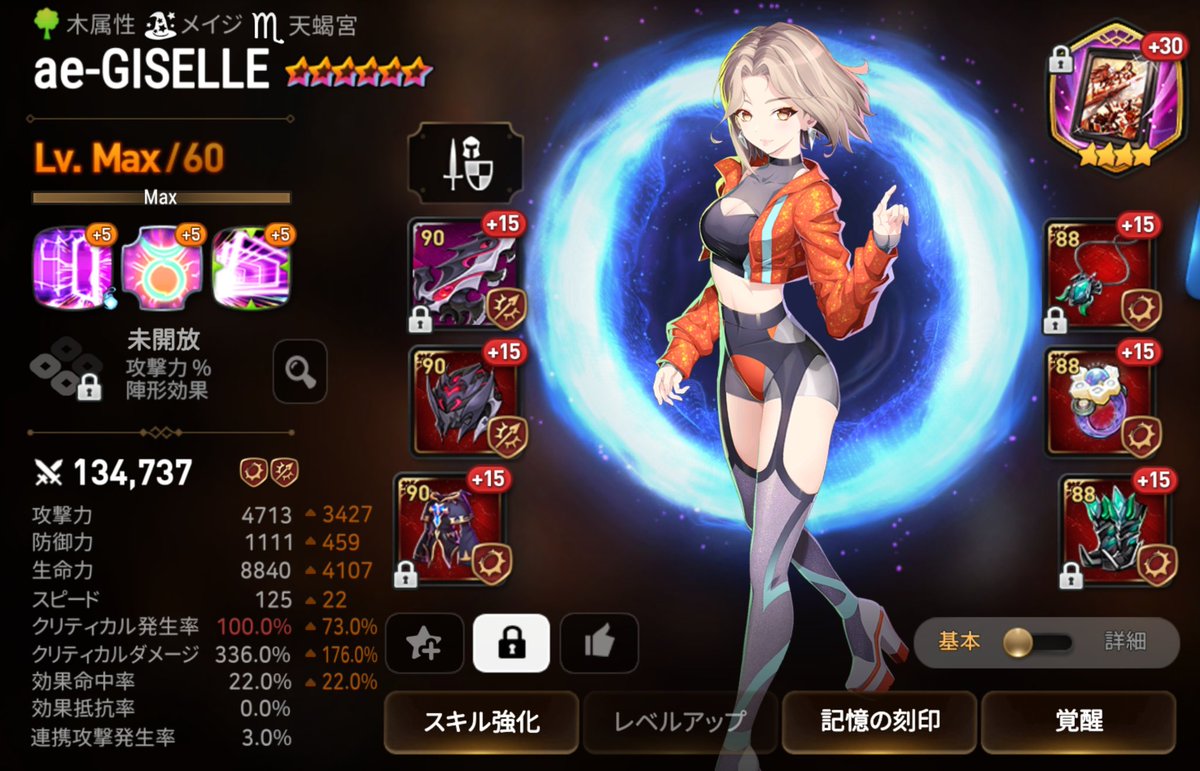 木属性 メイジ 天蠍宮
ae-GISELLE
+30
Lv. Max/60
Max
+5 +5 +5
未開放
攻撃力%
陣形効果
134,737
攻撃力 4713 3427
防御力 1111 459
生命力 8840 4107
スピード 125 22
クリティカル発生率 100.0% 73.0%
クリティカルダメージ 336.0% 176.0%
効果命中率 22.0% 22.0%
効果抵抗率 0.0%
連携攻撃発生率 3.0%
90 +15
90 +15
90 +15
88 +15
88 +15
88 +15
基本 詳細
スキル強化 レベルアップ 記憶の刻印 覚醒